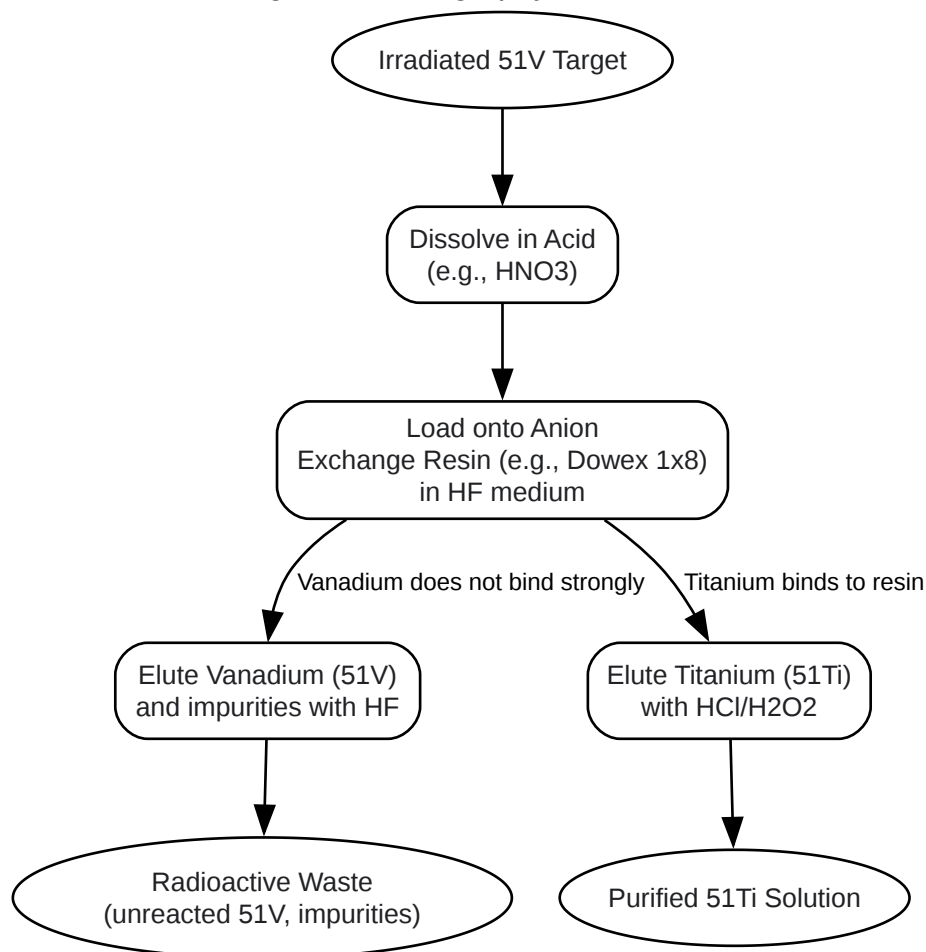 Irradiated 51V Target
Dissolve in Acid
(e.g., HNO3)
Load onto Anion
Exchange Resin (e.g., Dowex 1x8)
in HF medium
Vanadium does not bind strongly
Titanium binds to resin
Elute Vanadium (51V)
and impurities with HF
Elute Titanium (51Ti)
with HCl/H2O2
Radioactive Waste
(unreacted 51V, impurities)
Purified 51Ti Solution